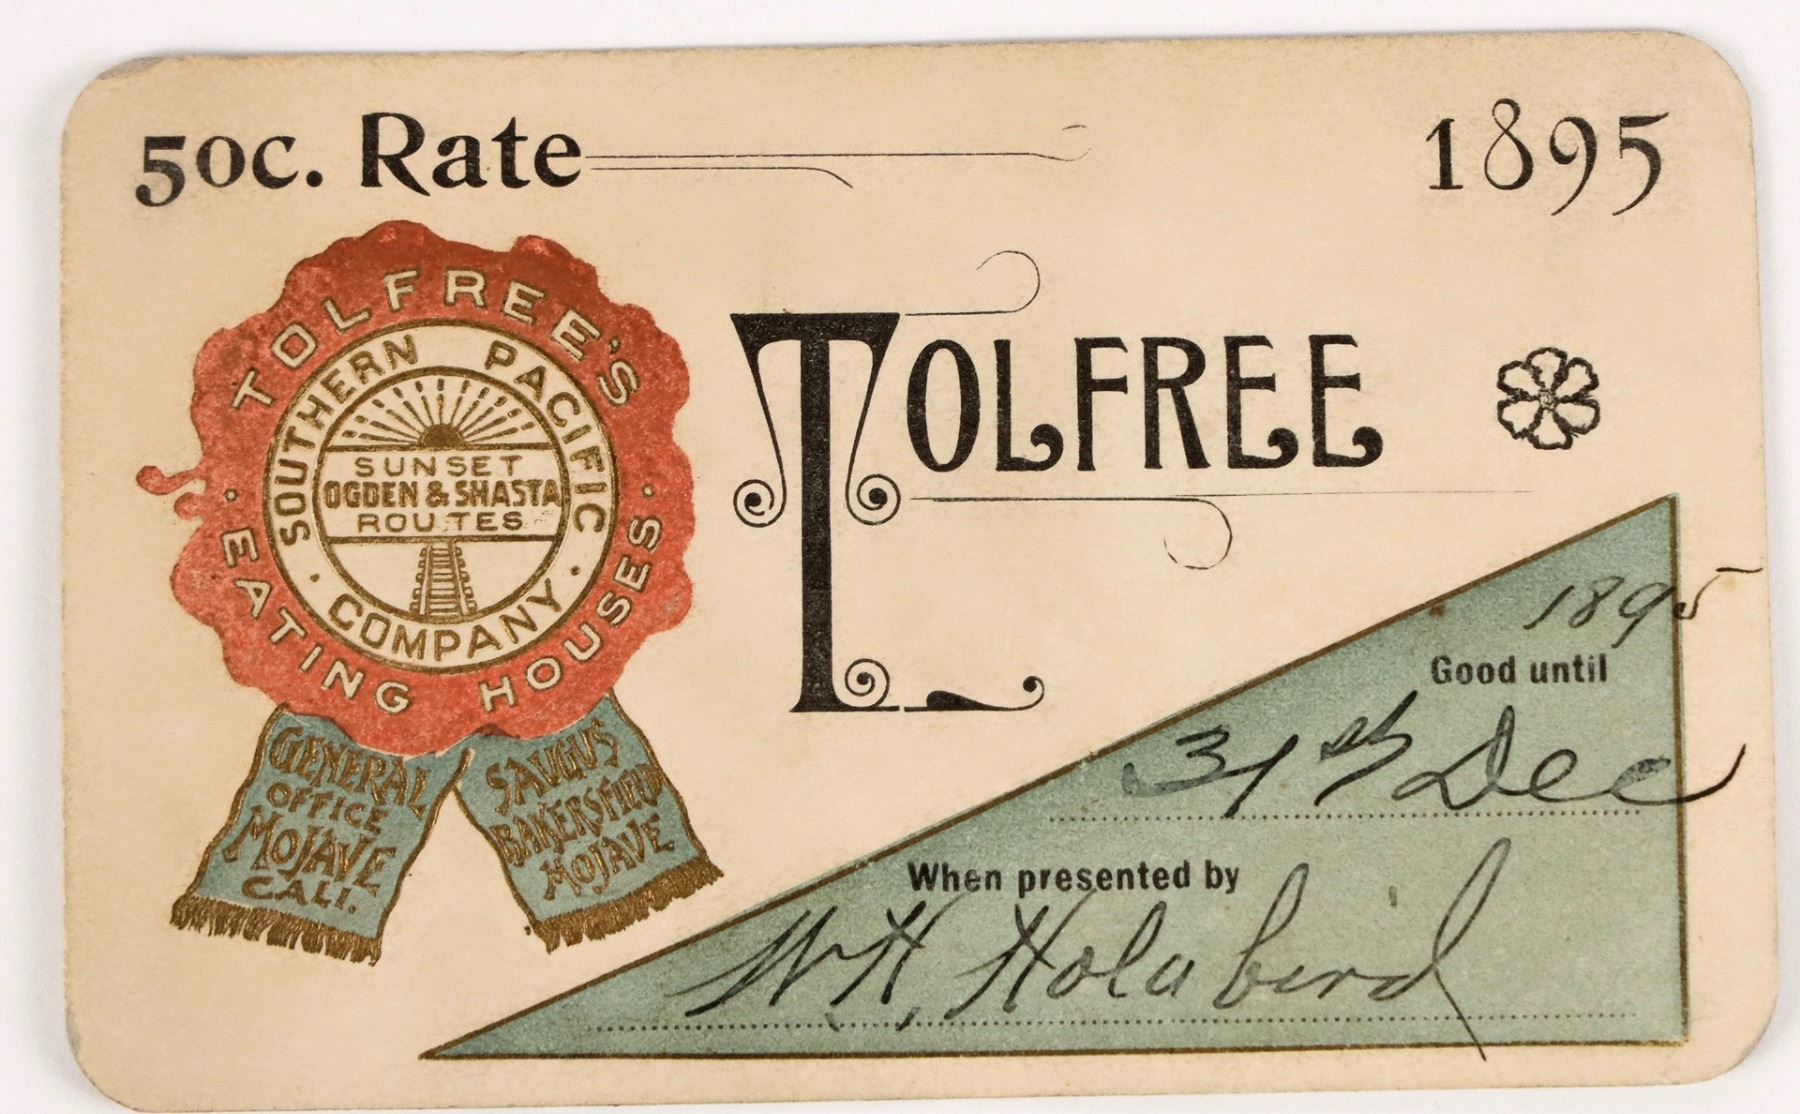 50c. Rate
1895
TOLFREE'S
EATING HOUSES
SOUTHERN PACIFIC
COMPANY
SUNSET
OGDEN & SHASTA
ROUTES
GENERAL
OFFICE
MOJAVE
CALI.
SAUGUS
BAKERSFIELD
MOJAVE
TOLFREE
1895
Good until
31st Dec
When presented by
W H, Holabird